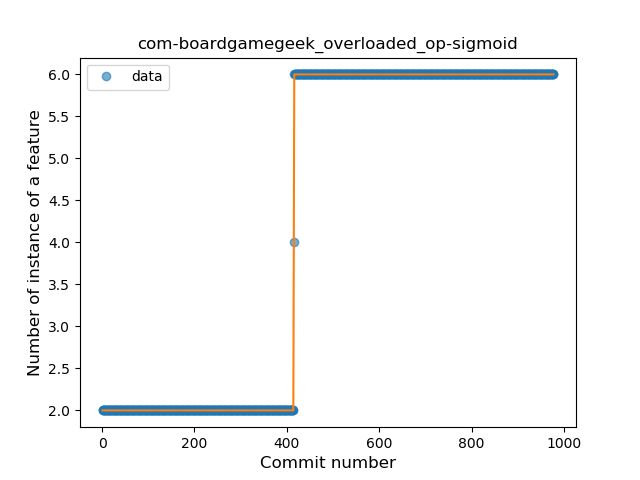 com-boardgamegeek_overloaded_op-sigmoid
data
Number of instance of a feature
6.0
5.5
5.0
4.5
4.0
3.5
3.0
2.5
2.0
0 200 400 600 800 1000
Commit number